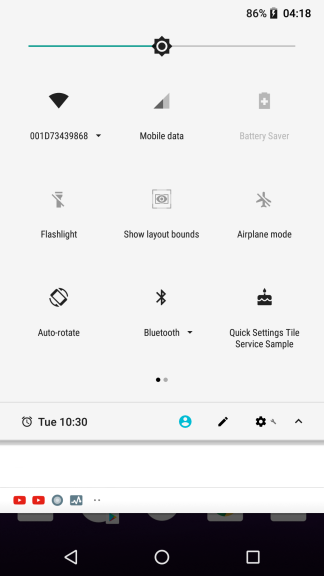 86% 04:18
001D73439868 Mobile data Battery Saver
Flashlight Show layout bounds Airplane mode
Auto-rotate Bluetooth Quick Settings Tile
Service Sample
Tue 10:30